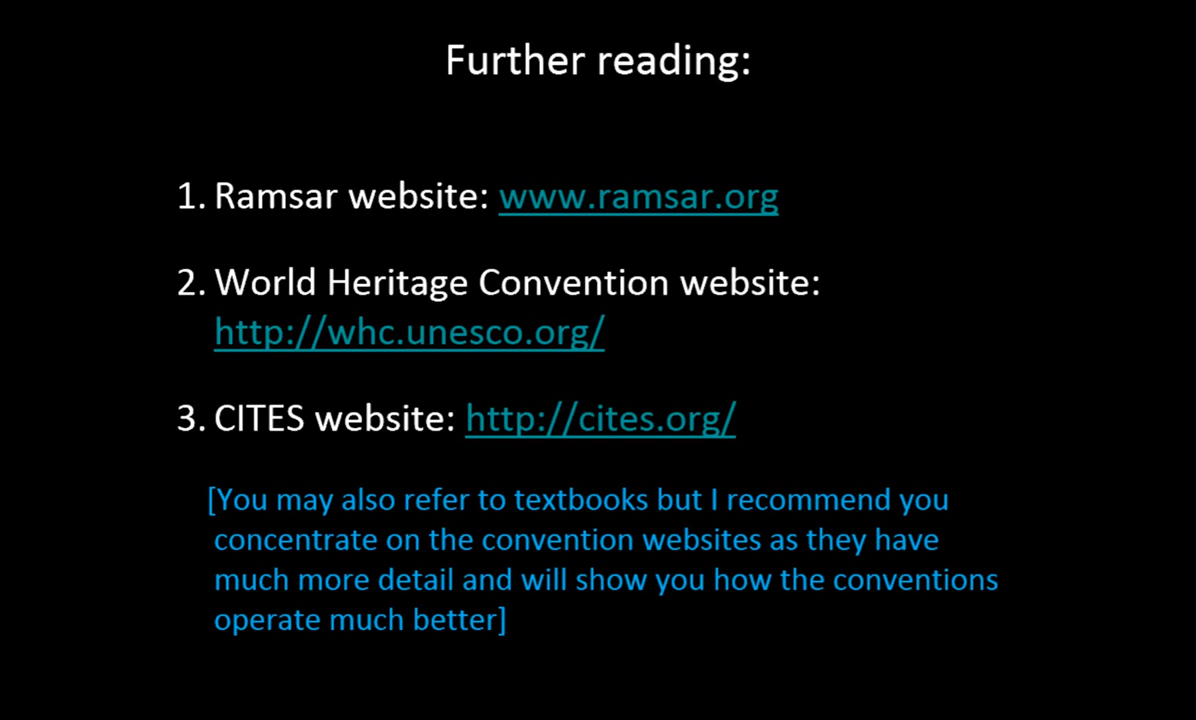 Further reading:
1. Ramsar website: www.ramsar.org
2. World Heritage Convention website:
http://whc.unesco.org/
3. CITES website: http://cites.org/
[You may also refer to textbooks but I recommend you
concentrate on the convention websites as they have
much more detail and will show you how the conventions
operate much better]